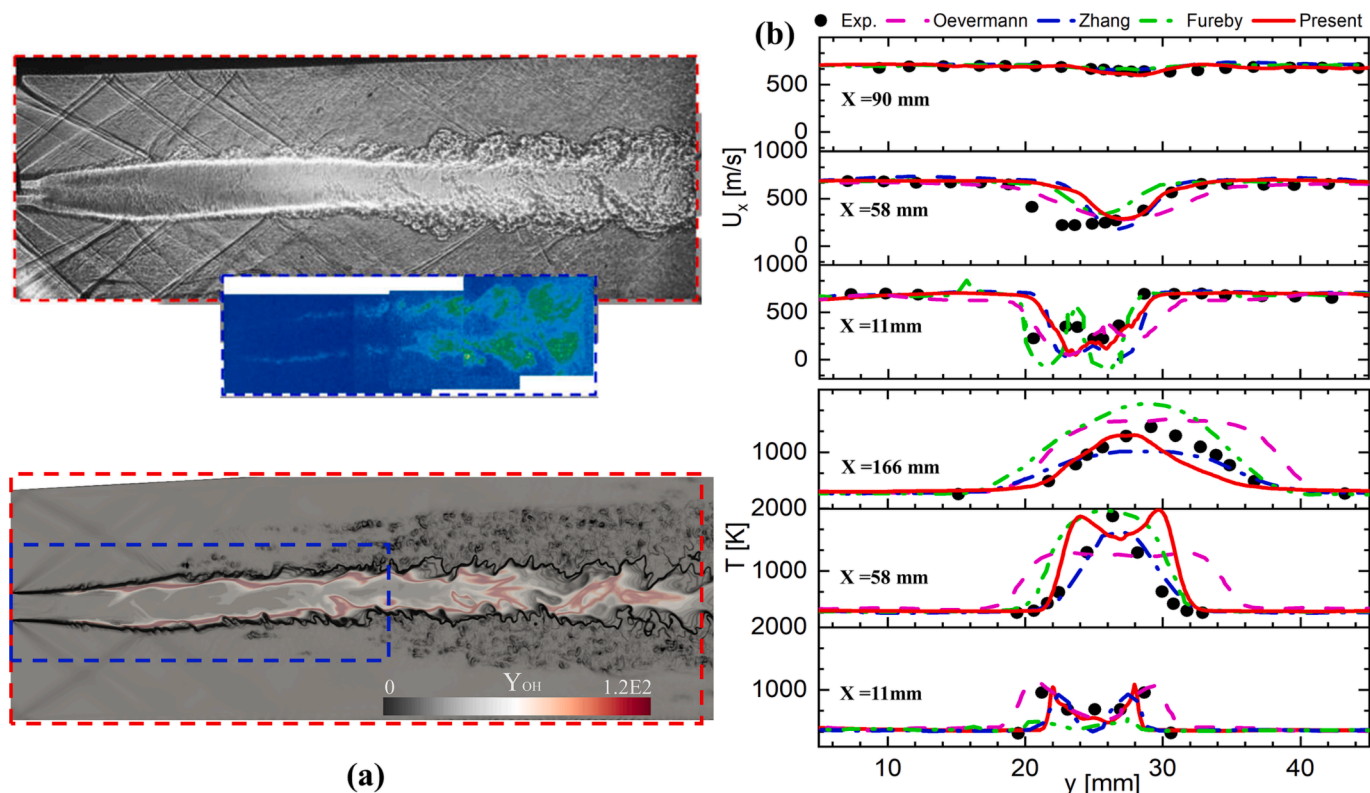 (b)
Exp. Oevermann Zhang Fureby Present
500
0
X =90 mm
1000
500
0
X =58 mm
1000
500
0
X =11mm
U_x [m/s]
1000
X =166 mm
2000
1000
X =58 mm
2000
1000
X =11mm
T [K]
10 20 30 40
y [mm]
0 Y_OH 1.2E2
(a)